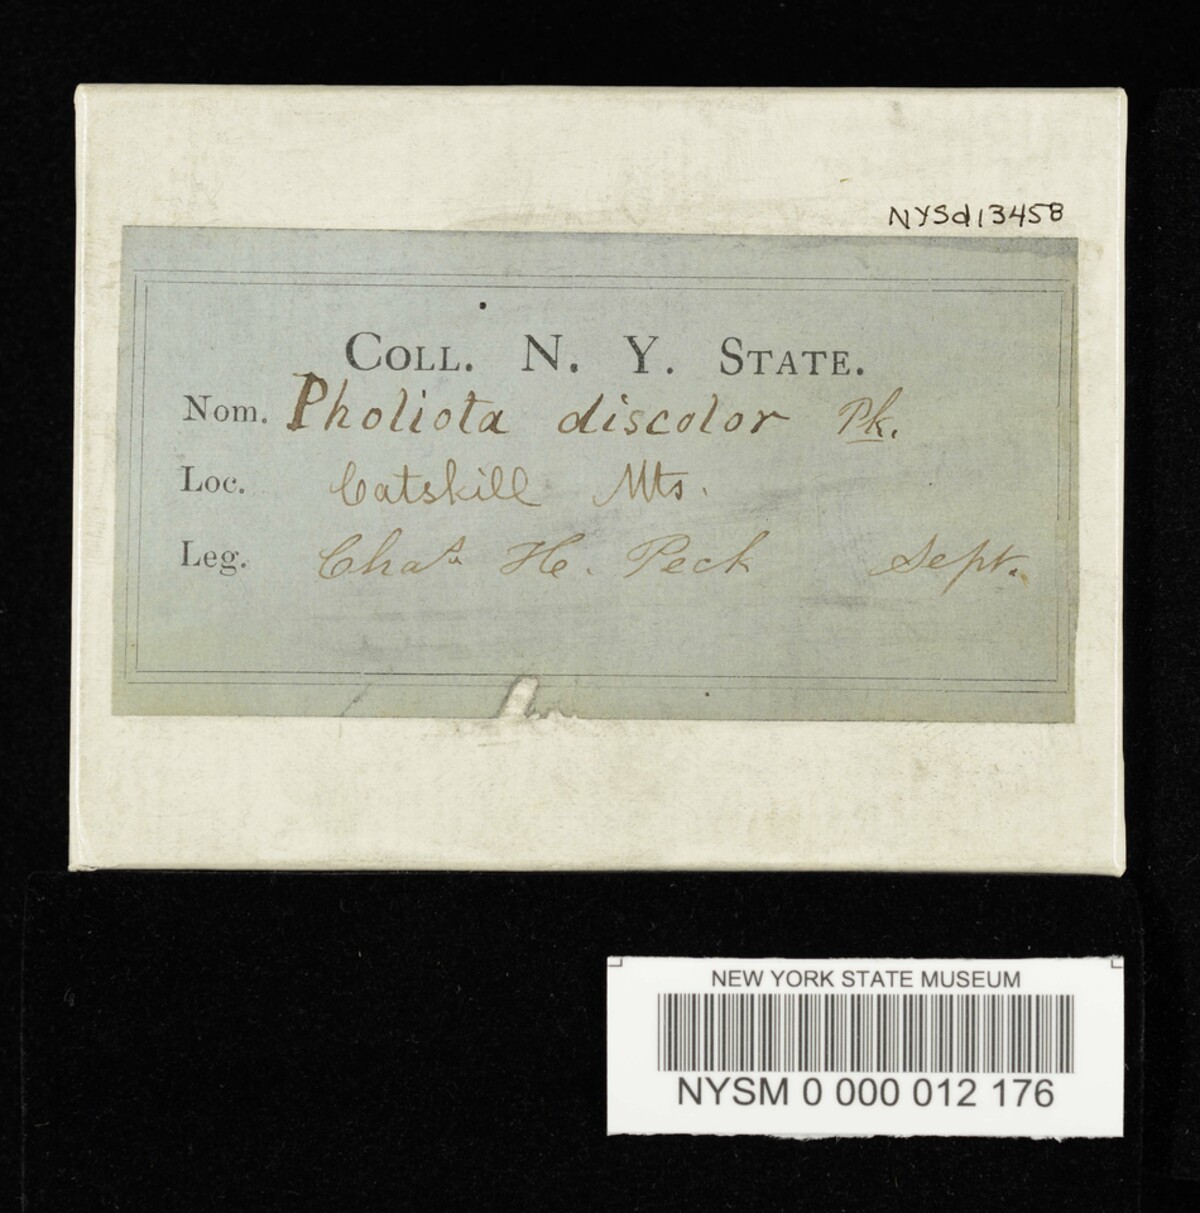 NYSd13458
COLL. N. Y. STATE.
Nom. Pholiota discolor Pk.
Loc. Catskill Mts.
Leg. Chas. H. Peck Sept.
NEW YORK STATE MUSEUM
NYSM 0 000 012 176